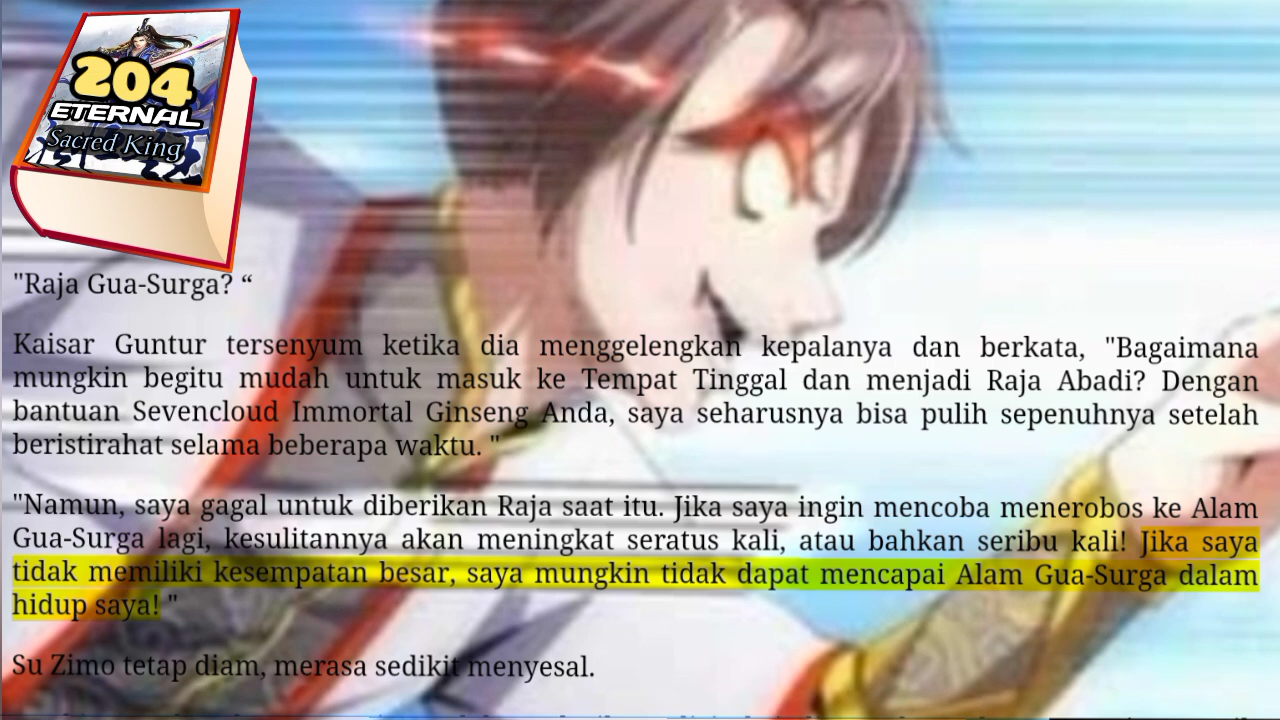 204
ETERNAL
Sacred King
"Raja Gua-Surga? “
Kaisar Guntur tersenyum ketika dia menggelengkan kepalanya dan berkata, "Bagaimana
mungkin begitu mudah untuk masuk ke Tempat Tinggal dan menjadi Raja Abadi? Dengan
bantuan Sevencloud Immortal Ginseng Anda, saya seharusnya bisa pulih sepenuhnya setelah
beristirahat selama beberapa waktu. "
"Namun, saya gagal untuk diberikan Raja saat itu. Jika saya ingin mencoba menerobos ke Alam
Gua-Surga lagi, kesulitannya akan meningkat seratus kali, atau bahkan seribu kali! Jika saya
tidak memiliki kesempatan besar, saya mungkin tidak dapat mencapai Alam Gua-Surga dalam
hidup saya! "
Su Zimo tetap diam, merasa sedikit menyesal.